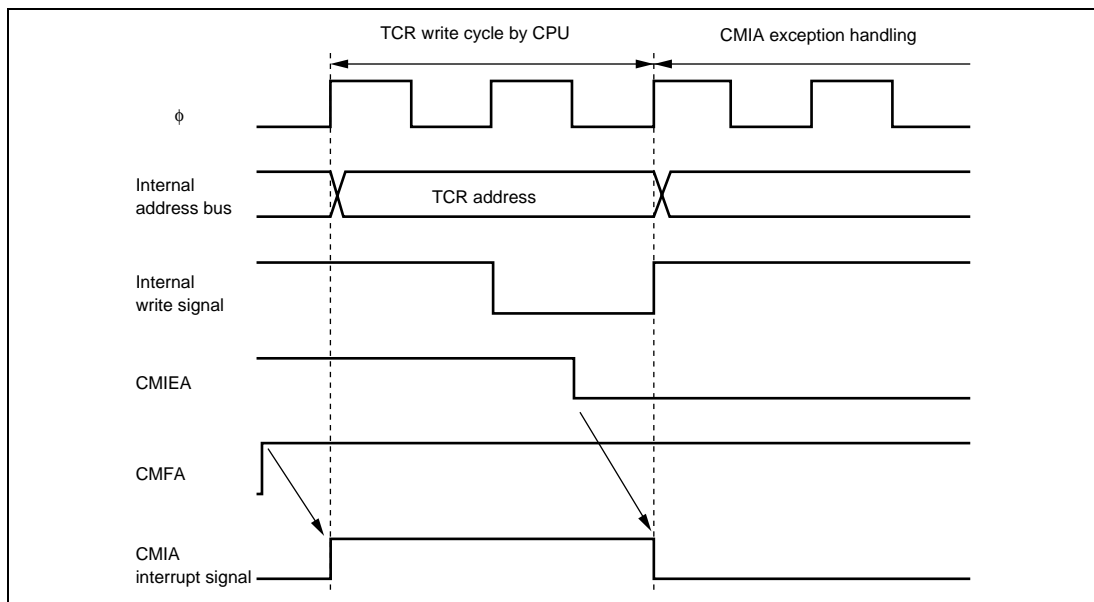 TCR write cycle by CPU
CMIA exception handling
ϕ
Internal
address bus
TCR address
Internal
write signal
CMIEA
CMFA
CMIA
interrupt signal